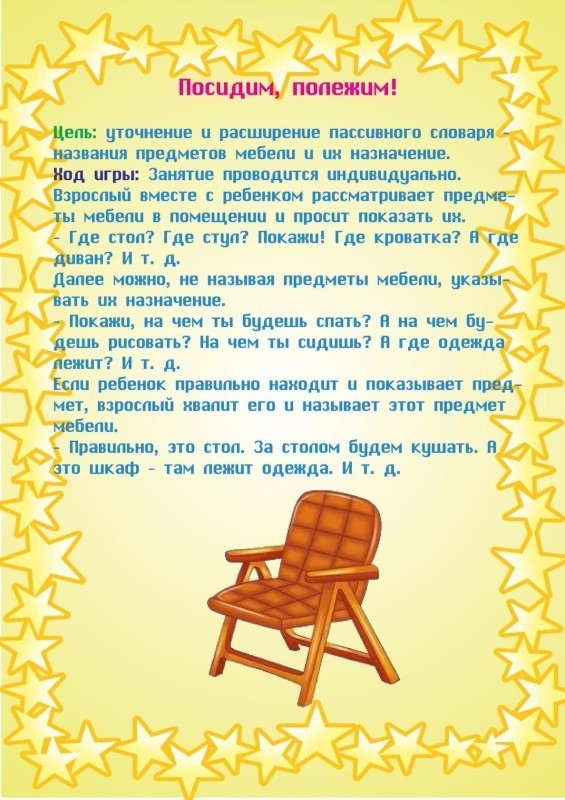 Посидим, полежим!
Цель: уточнение и расширение пассивного словаря -
названия предметов мебели и их назначение.
Ход игры: Занятие проводится индивидуально.
Взрослый вместе с ребенком рассматривает предме-
ты мебели в помещении и просит показать их.
- Где стол? Где стул? Покажи! Где кроватка? А где
диван? И т. д.
Далее можно, не называя предметы мебели, указы-
вать их назначение.
- Покажи, на чем ты будешь спать? А на чем бу-
дешь рисовать? На чем ты сидишь? А где одежда
лежит? И т. д.
Если ребенок правильно находит и показывает пред-
мет, взрослый хвалит его и называет этот предмет
мебели.
- Правильно, это стол. За столом будем кушать. А
это шкаф - там лежит одежда. И т. д.